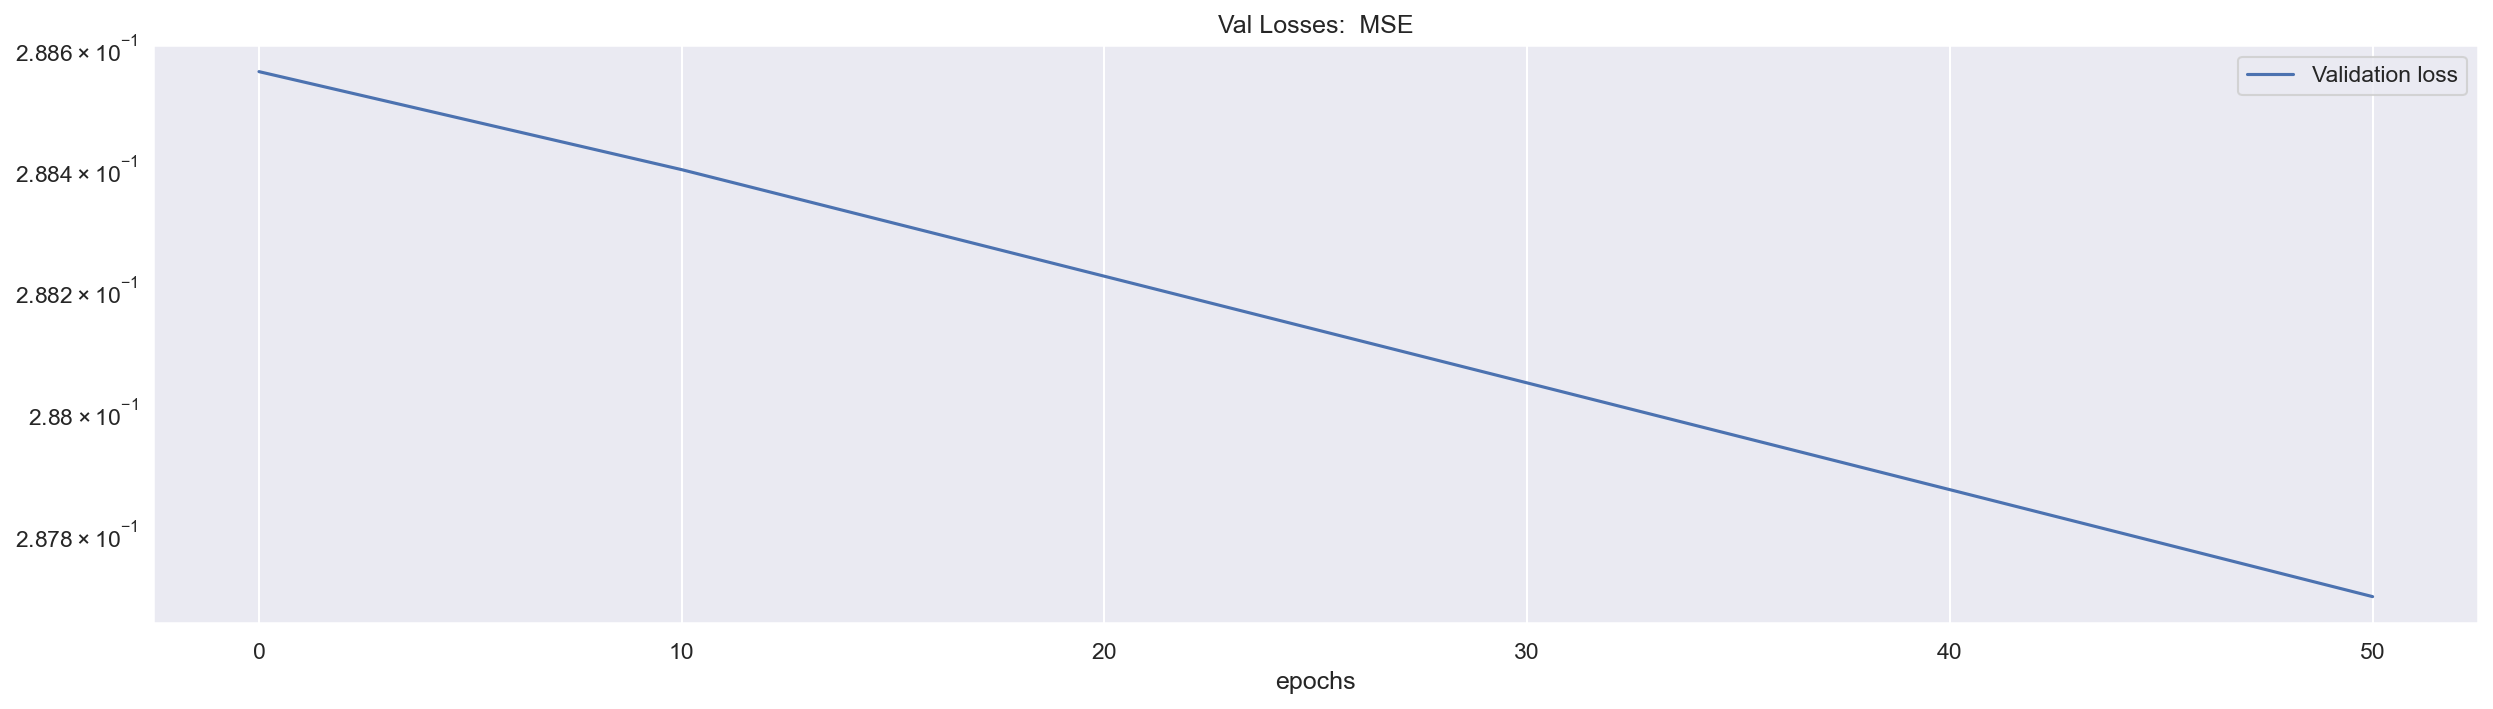 Val Losses:  MSE
2.886 × 10⁻¹
Validation loss
2.884 × 10⁻¹
2.882 × 10⁻¹
2.88 × 10⁻¹
2.878 × 10⁻¹
0 10 20 30 40 50
epochs